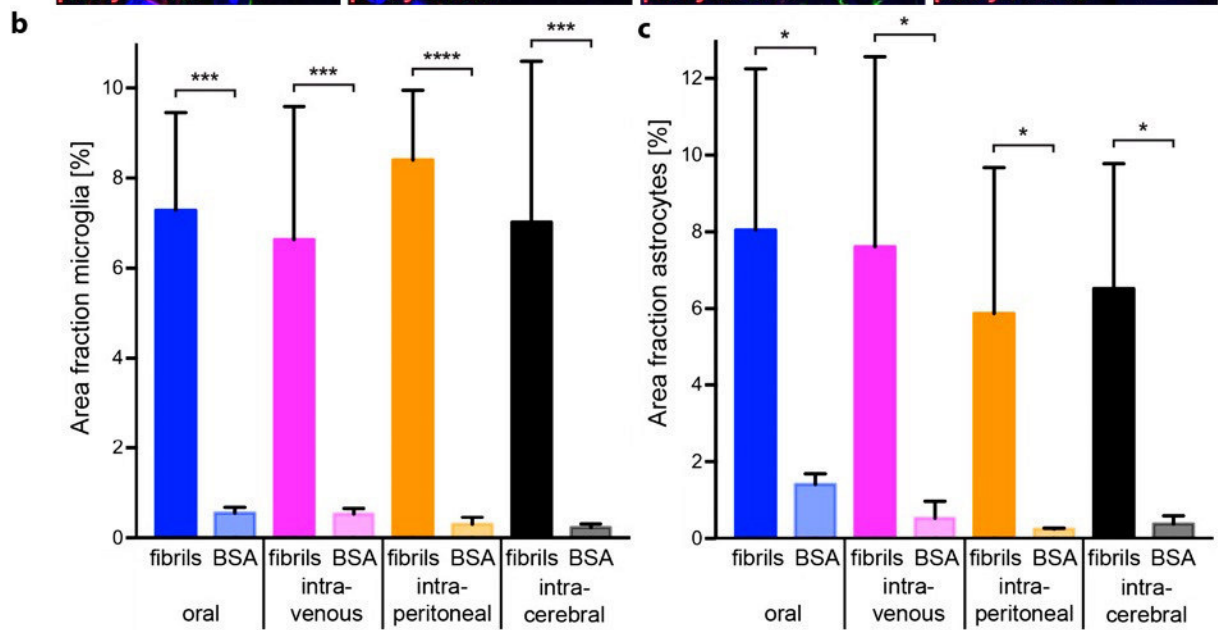 b
Area fraction microglia [%]
10
8
6
4
2
0
***
***
****
***
fibrils BSA fibrils BSA fibrils BSA fibrils BSA
oral
intra-
venous
intra-
peritoneal
intra-
cerebral
c
Area fraction astrocytes [%]
12
10
8
6
4
2
0
*
*
*
*
fibrils BSA fibrils BSA fibrils BSA fibrils BSA
oral
intra-
venous
intra-
peritoneal
intra-
cerebral